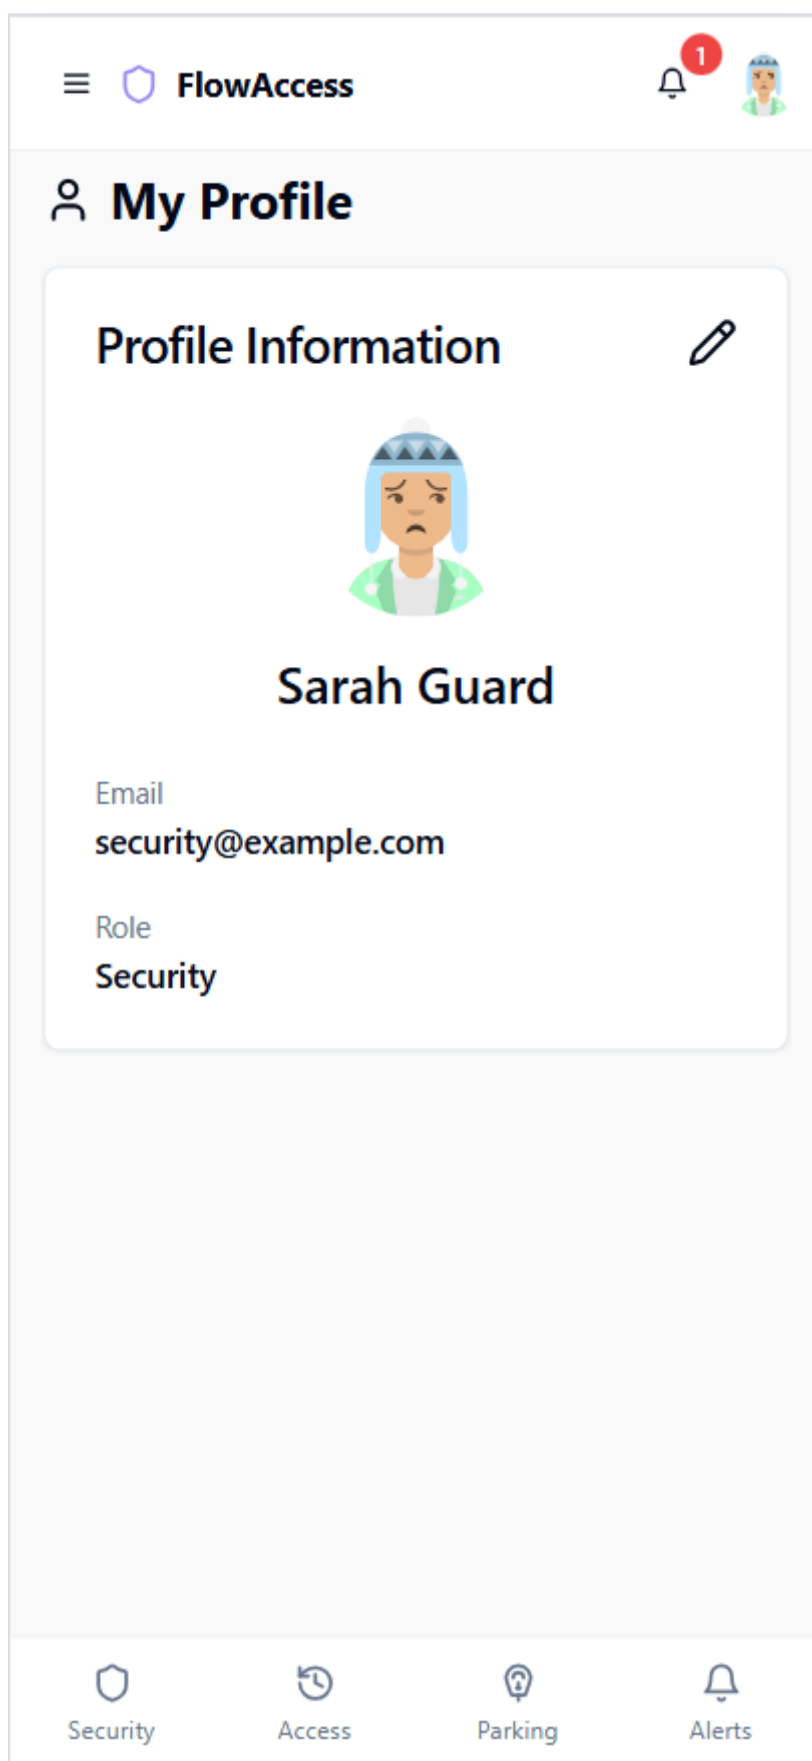 FlowAccess
1
My Profile
Profile Information
Sarah Guard
Email
security@example.com
Role
Security
Security
Access
Parking
Alerts